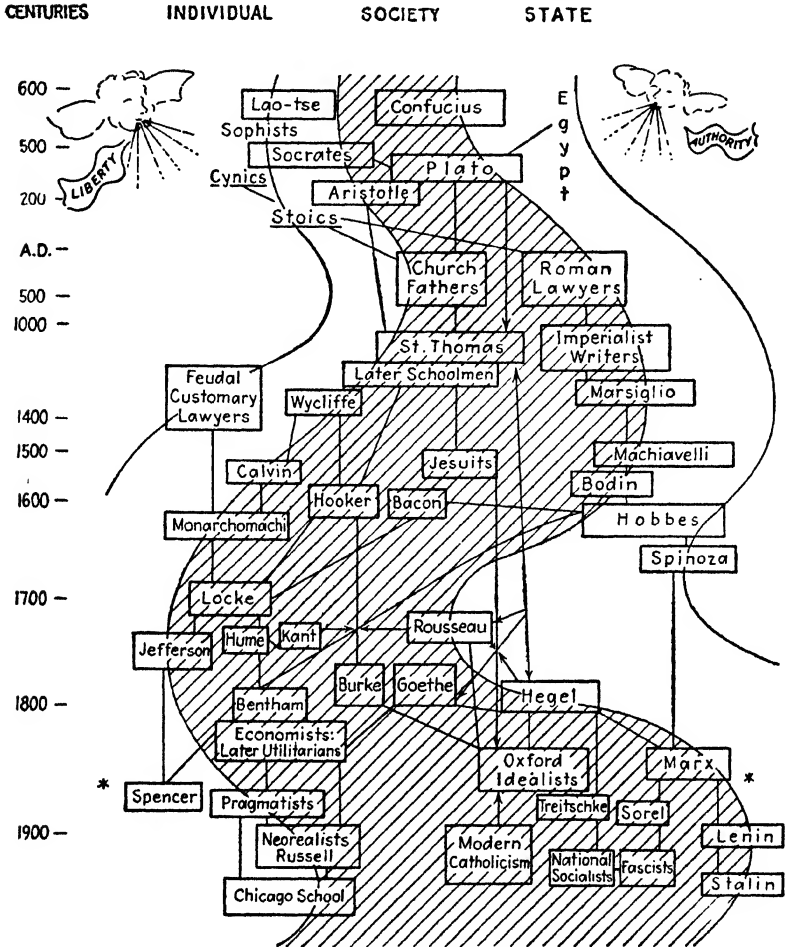 CENTURIES INDIVIDUAL SOCIETY STATE
600
Lao-tse
Confucius
Egypt
Sophists
500
Socrates
Plato
LIBERTY
AUTHORITY
Cynics
200
Aristotle
Stoics
A.D.
Church
Fathers
Roman
Lawyers
500
1000
St. Thomas
Imperialist
Writers
Later Schoolmen
Feudal
Customary
Lawyers
Wycliffe
Marsiglio
1400
1500
Calvin
Jesuits
Machiavelli
Bodin
1600
Hooker
Bacon
Hobbes
Monarchomachi
Spinoza
1700
Locke
Jefferson
Hume
Kant
Rousseau
Burke
Goethe
Hegel
1800
Bentham
Economists:
Later Utilitarians
Oxford
Idealists
Marx
*
*
Spencer
Pragmatists
Treitschke
Sorel
1900
Neorealists
Russell
Modern
Catholicism
National
Socialists
Fascists
Lenin
Stalin
Chicago School